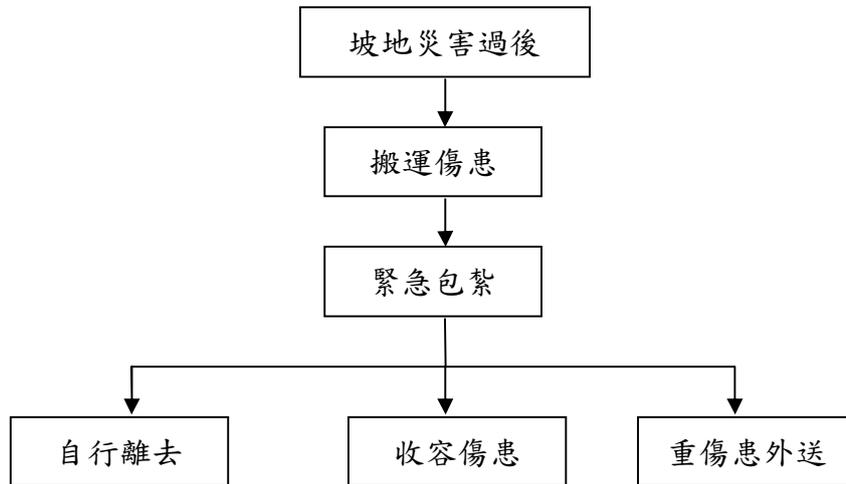 坡地災害過後
搬運傷患
緊急包紮
自行離去
收容傷患
重傷患外送